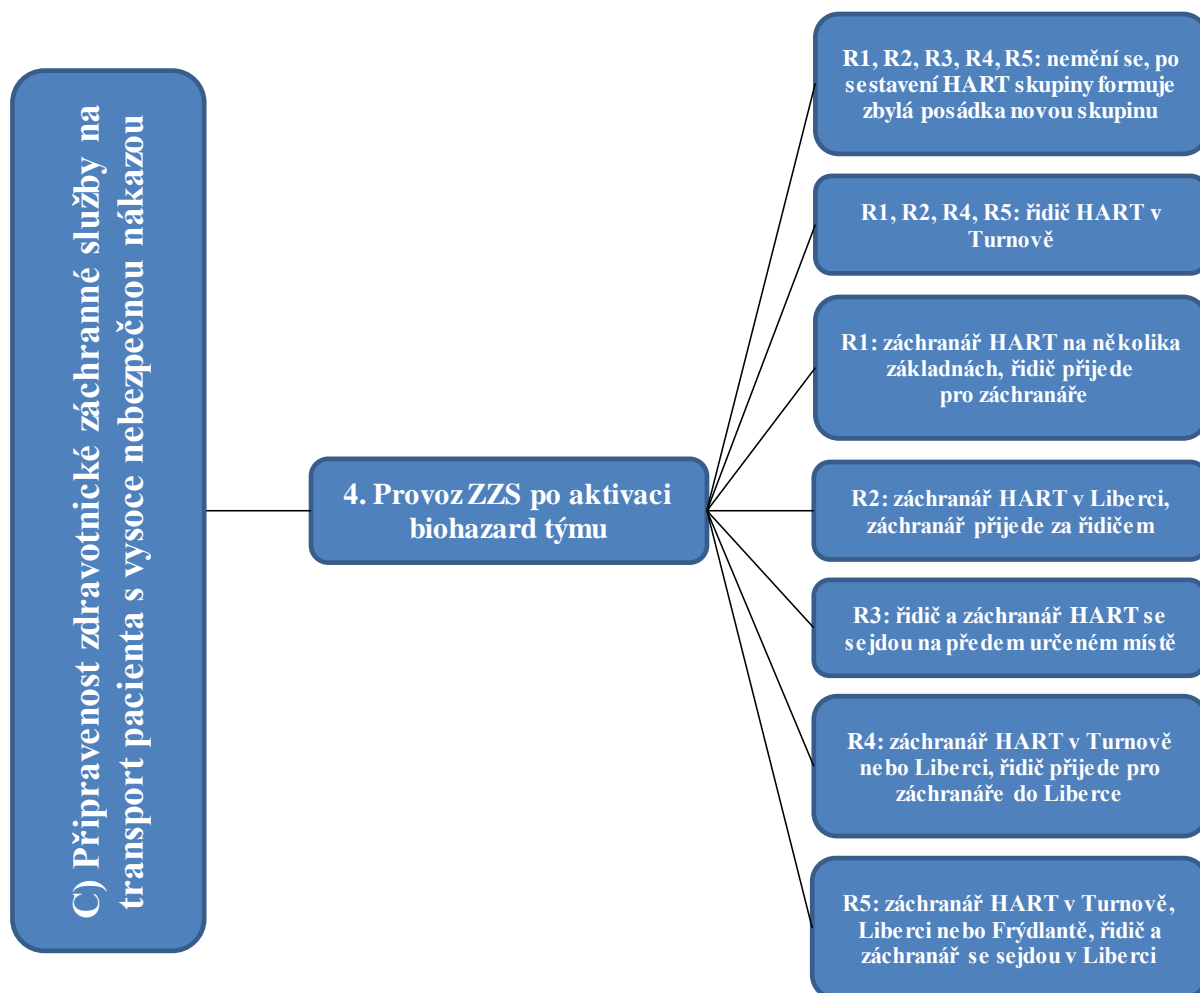 C) Připravenost zdravotnické záchranné služby na
transport pacienta s vysoce nebezpečnou nákazou
4. Provoz ZZS po aktivaci
biohazard týmu
R1, R2, R3, R4, R5: nemění se, po
sestavení HART skupiny formuje
zbylá posádka novou skupinu
R1, R2, R4, R5: řidič HART v
Turnově
R1: záchranář HART na několika
základnách, řidič přijede
pro záchranáře
R2: záchranář HART v Liberci,
záchranář přijede za řidičem
R3: řidič a záchranář HART se
sejdou na předem určeném místě
R4: záchranář HART v Turnově
nebo Liberci, řidič přijede pro
záchranáře do Liberce
R5: záchranář HART v Turnově,
Liberci nebo Frýdlantě, řidič a
záchranář se sejdou v Liberci